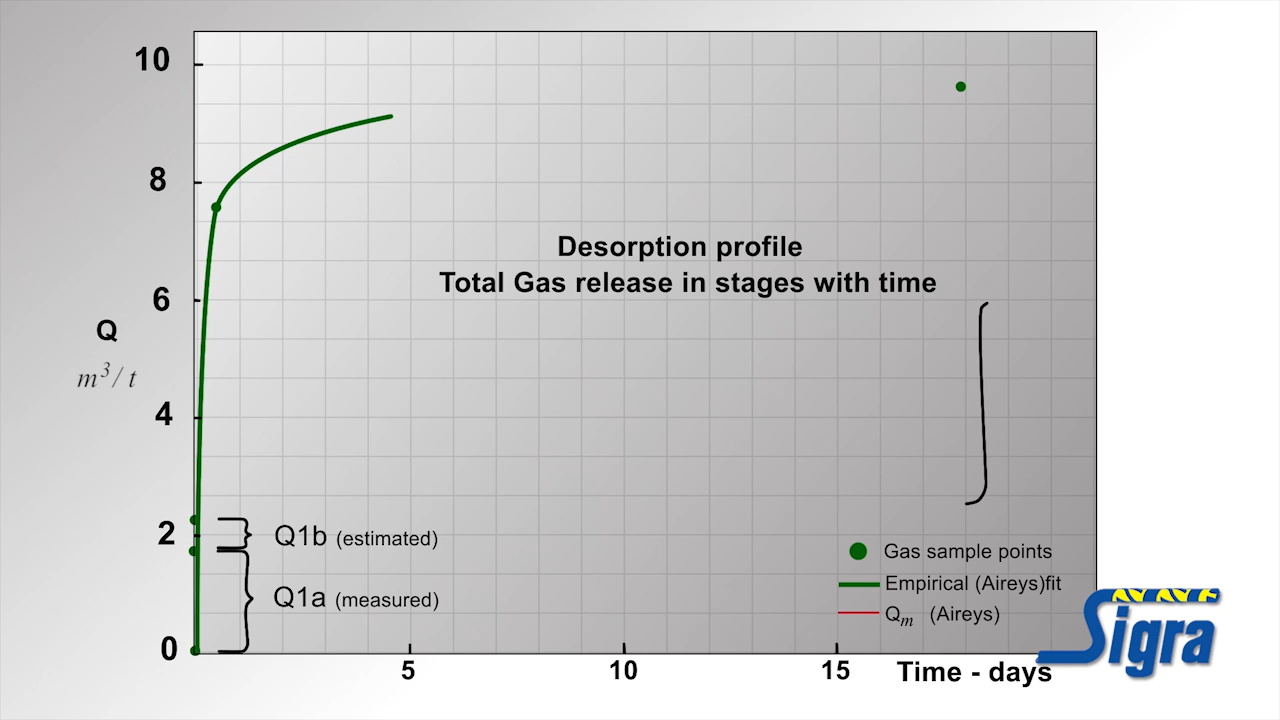 10
8
6
4
2
0
Q
m³/ t
Desorption profile
Total Gas release in stages with time
Q1b (estimated)
Q1a (measured)
Gas sample points
Empirical (Aireys)fit
Qm (Aireys)
5 10 15 Time - days
Sigra